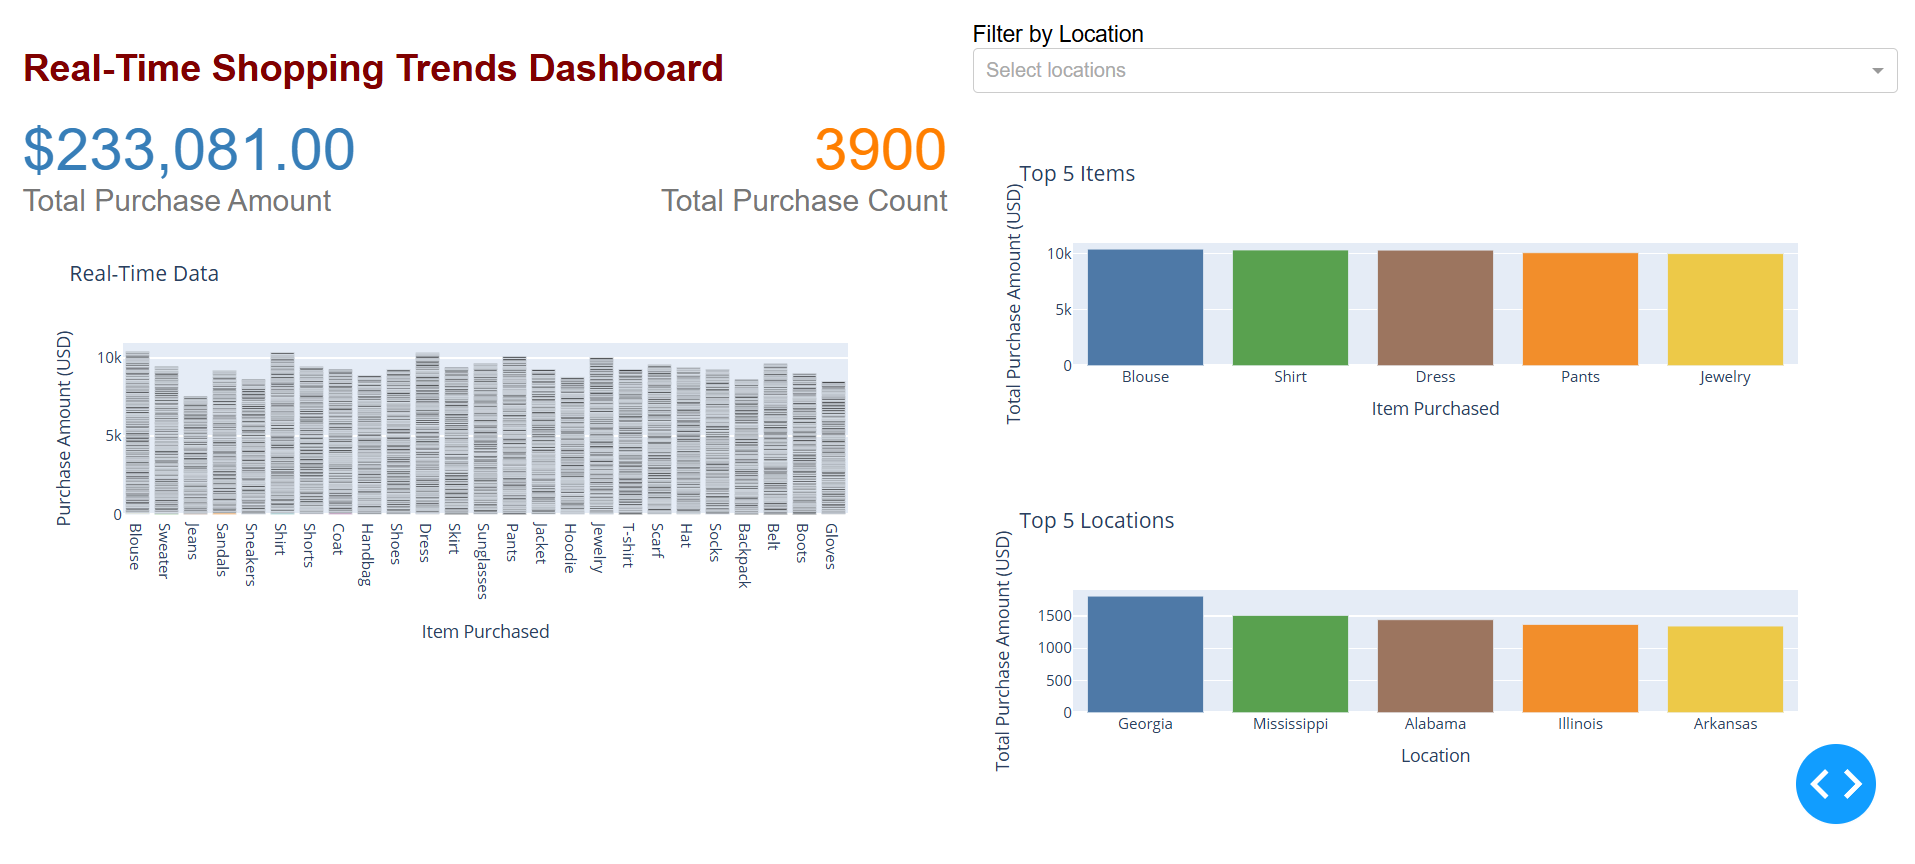 Real-Time Shopping Trends Dashboard
$233,081.00
Total Purchase Amount
3900
Total Purchase Count
Real-Time Data
Purchase Amount (USD)
10k
5k
0
Blouse
Sweater
Jeans
Sandals
Sneakers
Shirt
Shorts
Coat
Handbag
Shoes
Dress
Skirt
Sunglasses
Pants
Jacket
Hoodie
Jewelry
T-shirt
Scarf
Hat
Socks
Backpack
Belt
Boots
Gloves
Item Purchased
Filter by Location
Select locations
Top 5 Items
Total Purchase Amount (USD)
10k
5k
0
Blouse
Shirt
Dress
Pants
Jewelry
Item Purchased
Top 5 Locations
Total Purchase Amount (USD)
1500
1000
500
0
Georgia
Mississippi
Alabama
Illinois
Arkansas
Location